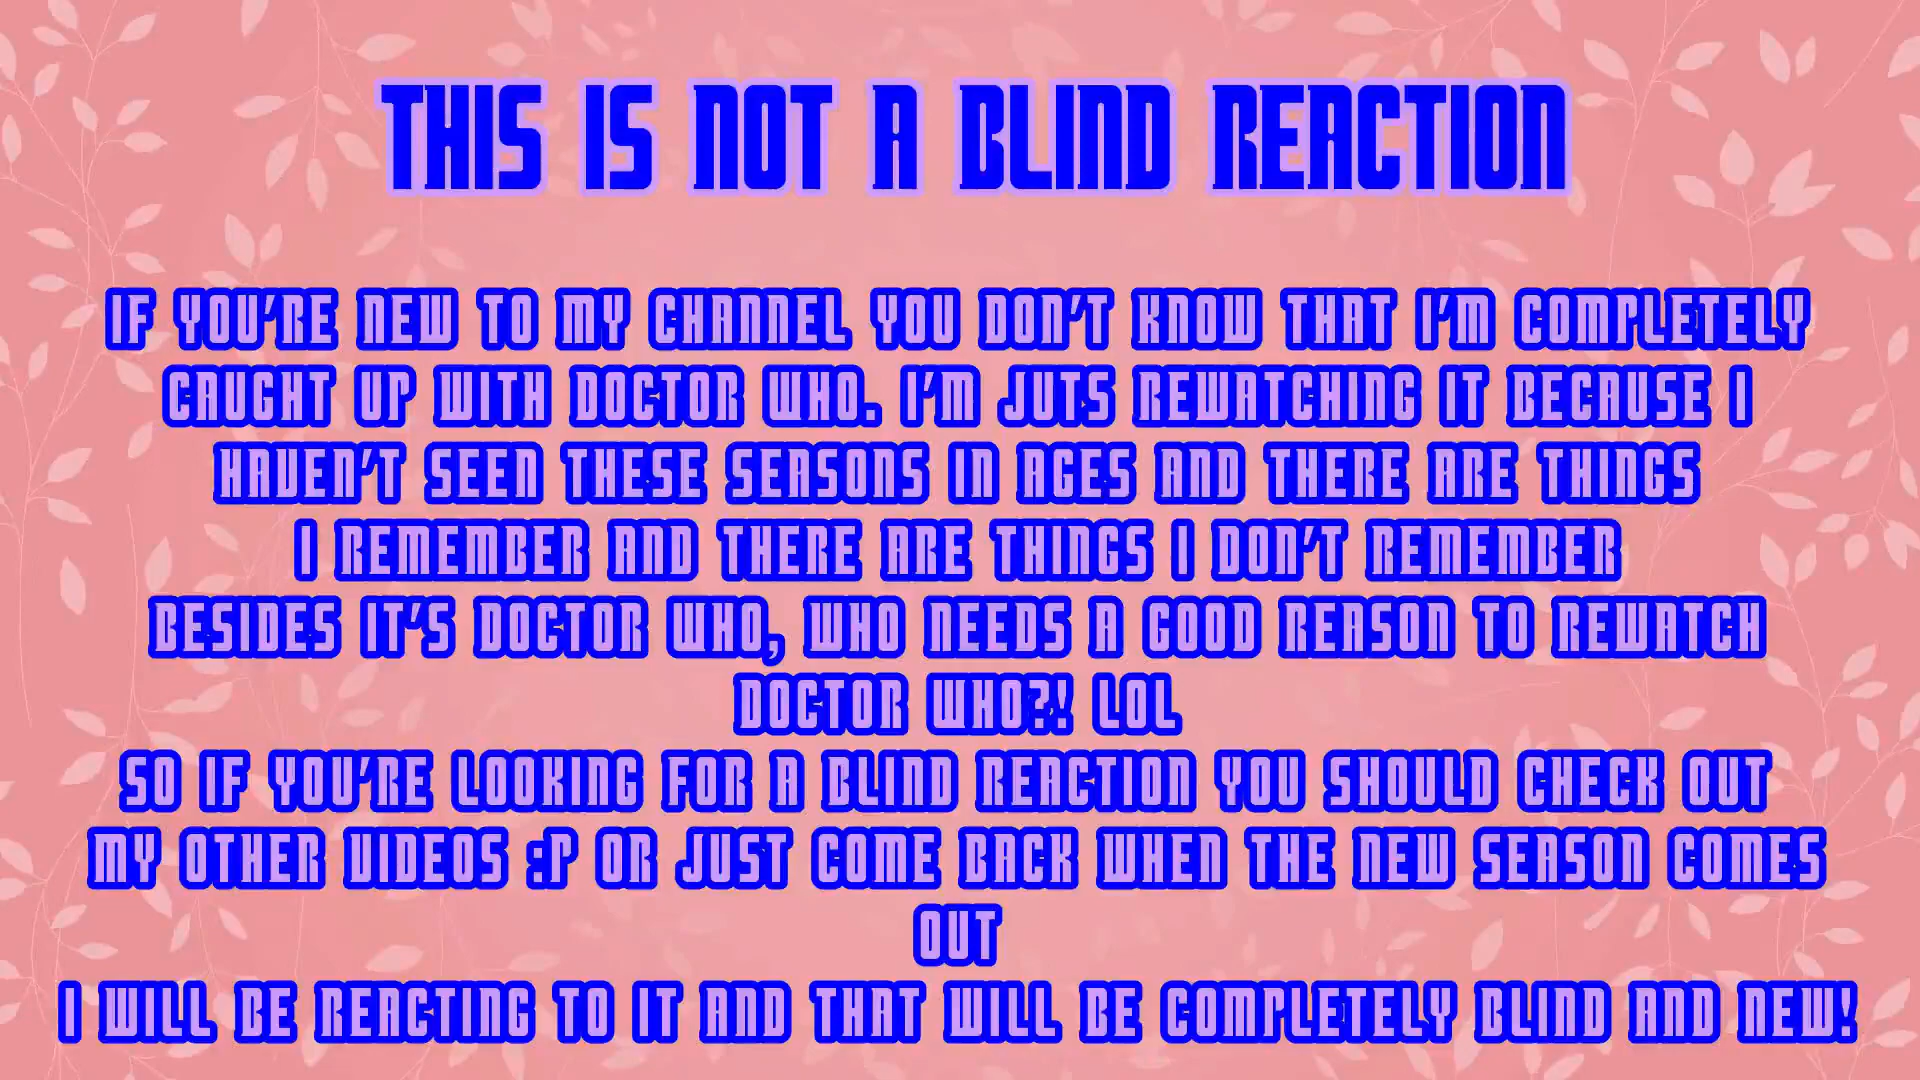 THIS IS NOT A BLIND REACTION
IF YOU'RE NEW TO MY CHANNEL YOU DON'T KNOW THAT I'M COMPLETELY
CAUGHT UP WITH DOCTOR WHO. I'M JUTS REWATCHING IT BECAUSE I
HAVEN'T SEEN THESE SEASONS IN AGES AND THERE ARE THINGS
I REMEMBER AND THERE ARE THINGS I DON'T REMEMBER
BESIDES IT'S DOCTOR WHO, WHO NEEDS A GOOD REASON TO REWATCH
DOCTOR WHO?! LOL
SO IF YOU'RE LOOKING FOR A BLIND REACTION YOU SHOULD CHECK OUT
MY OTHER VIDEOS :P OR JUST COME BACK WHEN THE NEW SEASON COMES
OUT
I WILL BE REACTING TO IT AND THAT WILL BE COMPLETELY BLIND AND NEW!